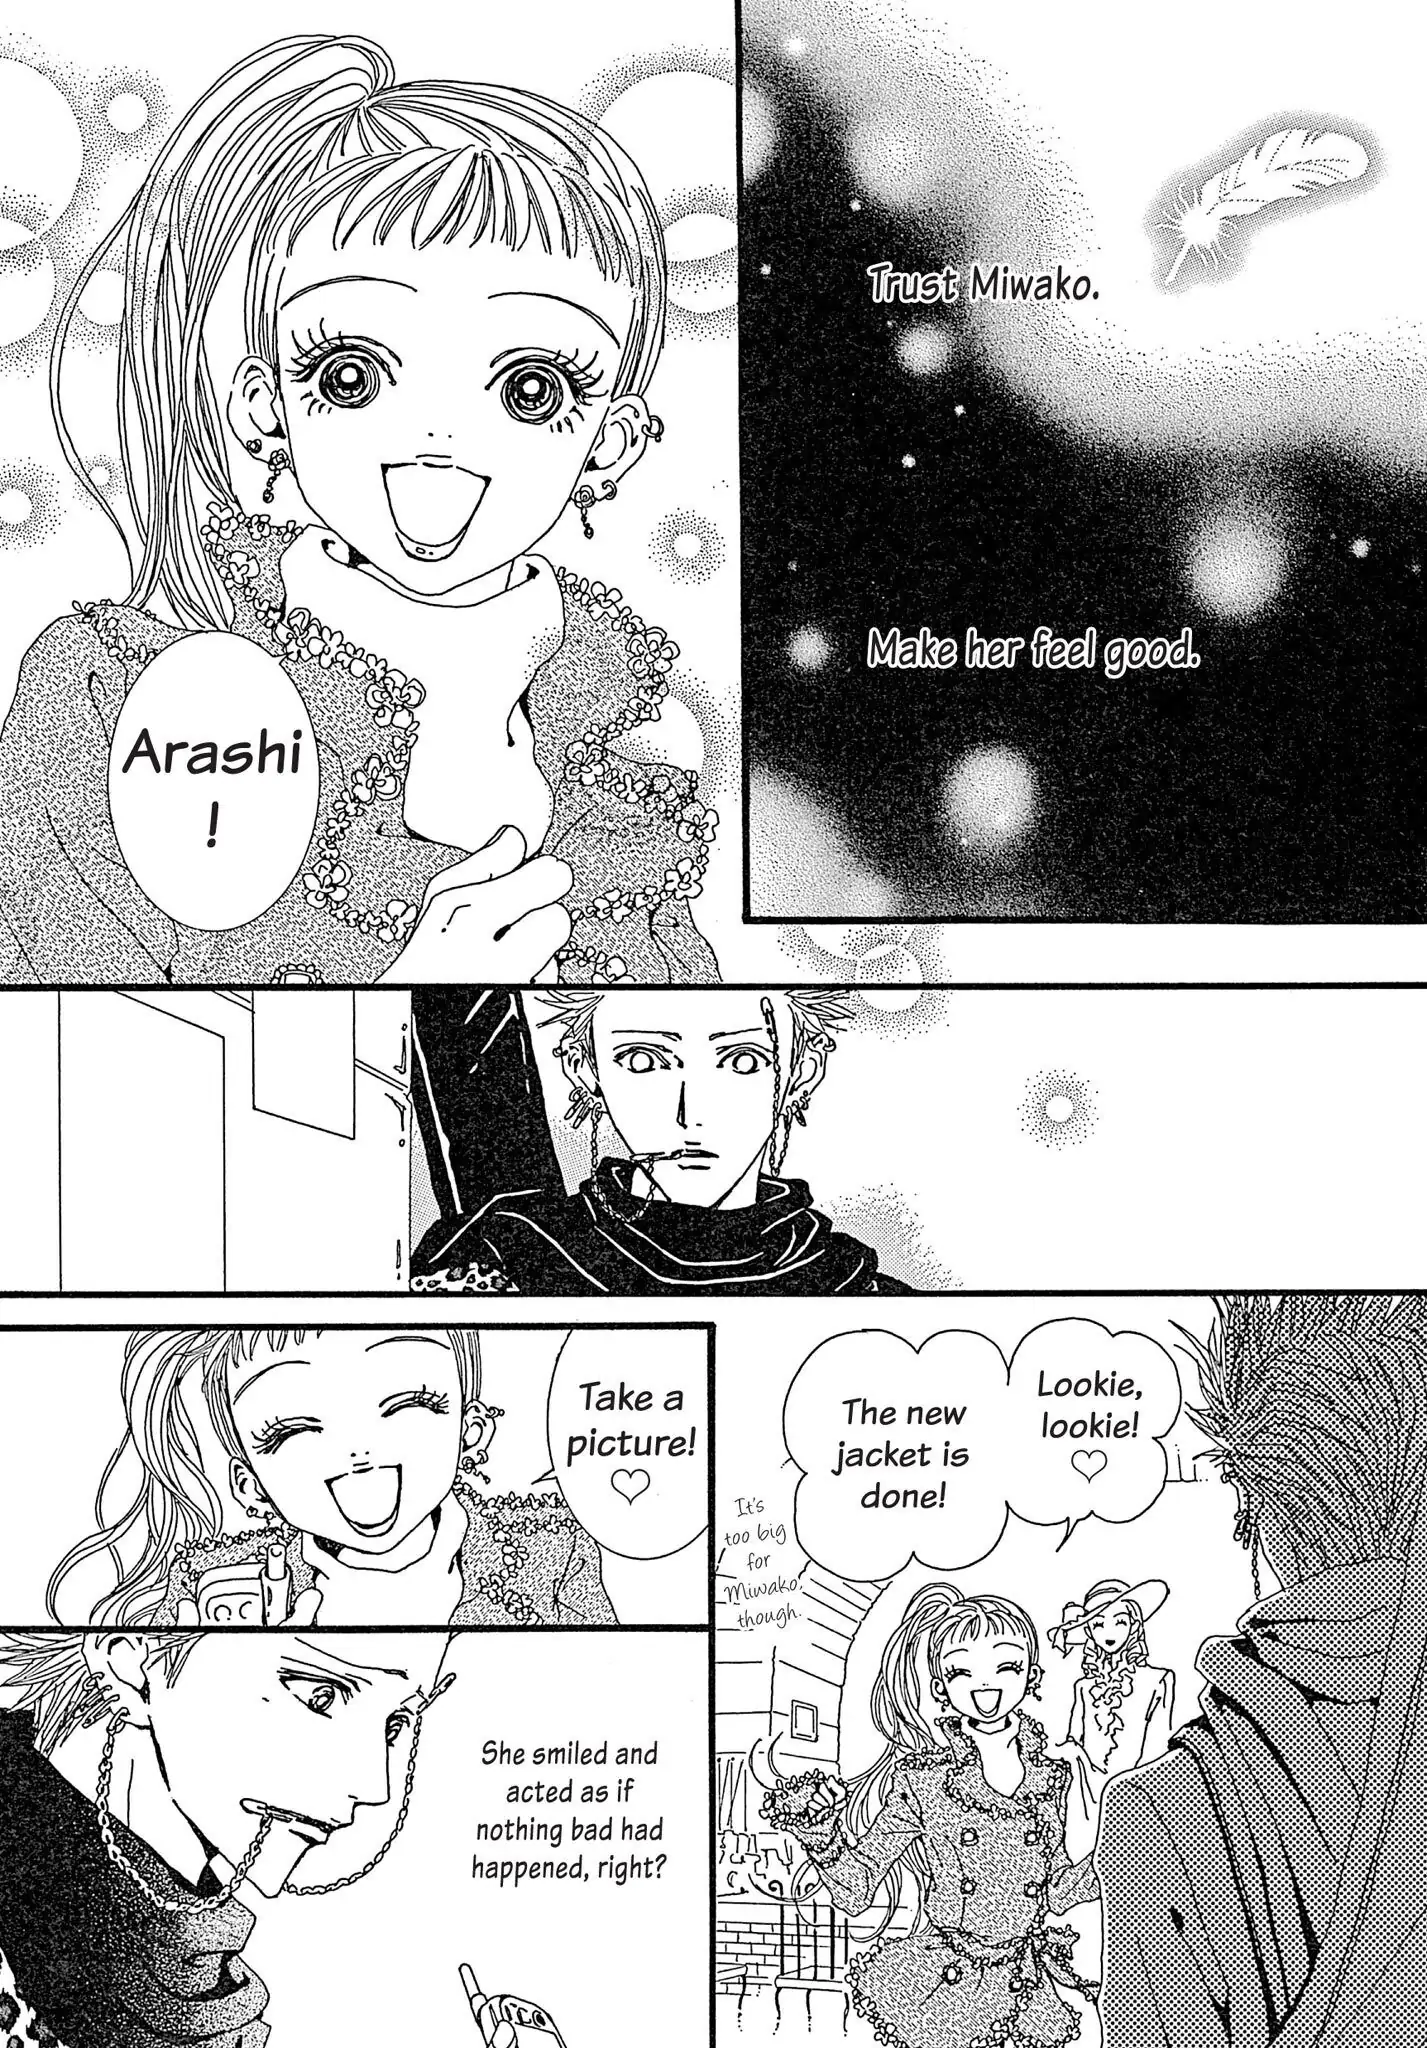 Trust Miwako.
Make her feel good.
Arashi
!
Lookie,
lookie!
♡
The new
jacket is
done!
It's
too big
for
Miwako,
though.
Take a
picture!
♡
She smiled and
acted as if
nothing bad had
happened, right?